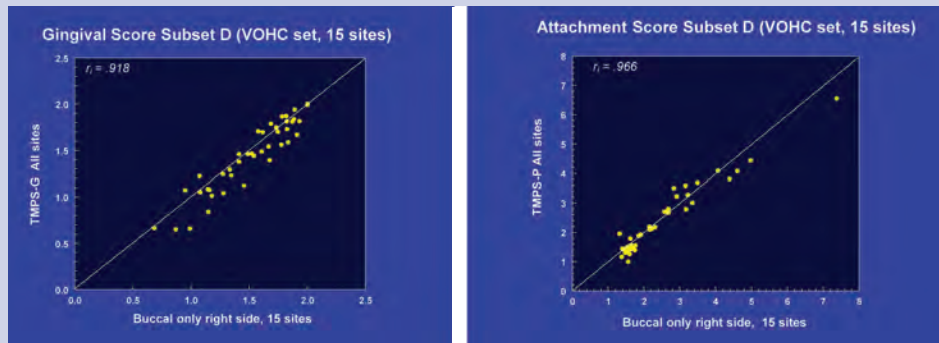 Gingival Score Subset D (VOHC set, 15 sites)
rᵢ = .918
TMPS-G All sites
2.5
2.0
1.5
1.0
0.5
0.0
0.0 0.5 1.0 1.5 2.0 2.5
Buccal only right side, 15 sites
Attachment Score Subset D (VOHC set, 15 sites)
rᵢ = .966
TMPS-P All sites
8
7
6
5
4
3
2
1
0
0 1 2 3 4 5 6 7 8
Buccal only right side, 15 sites